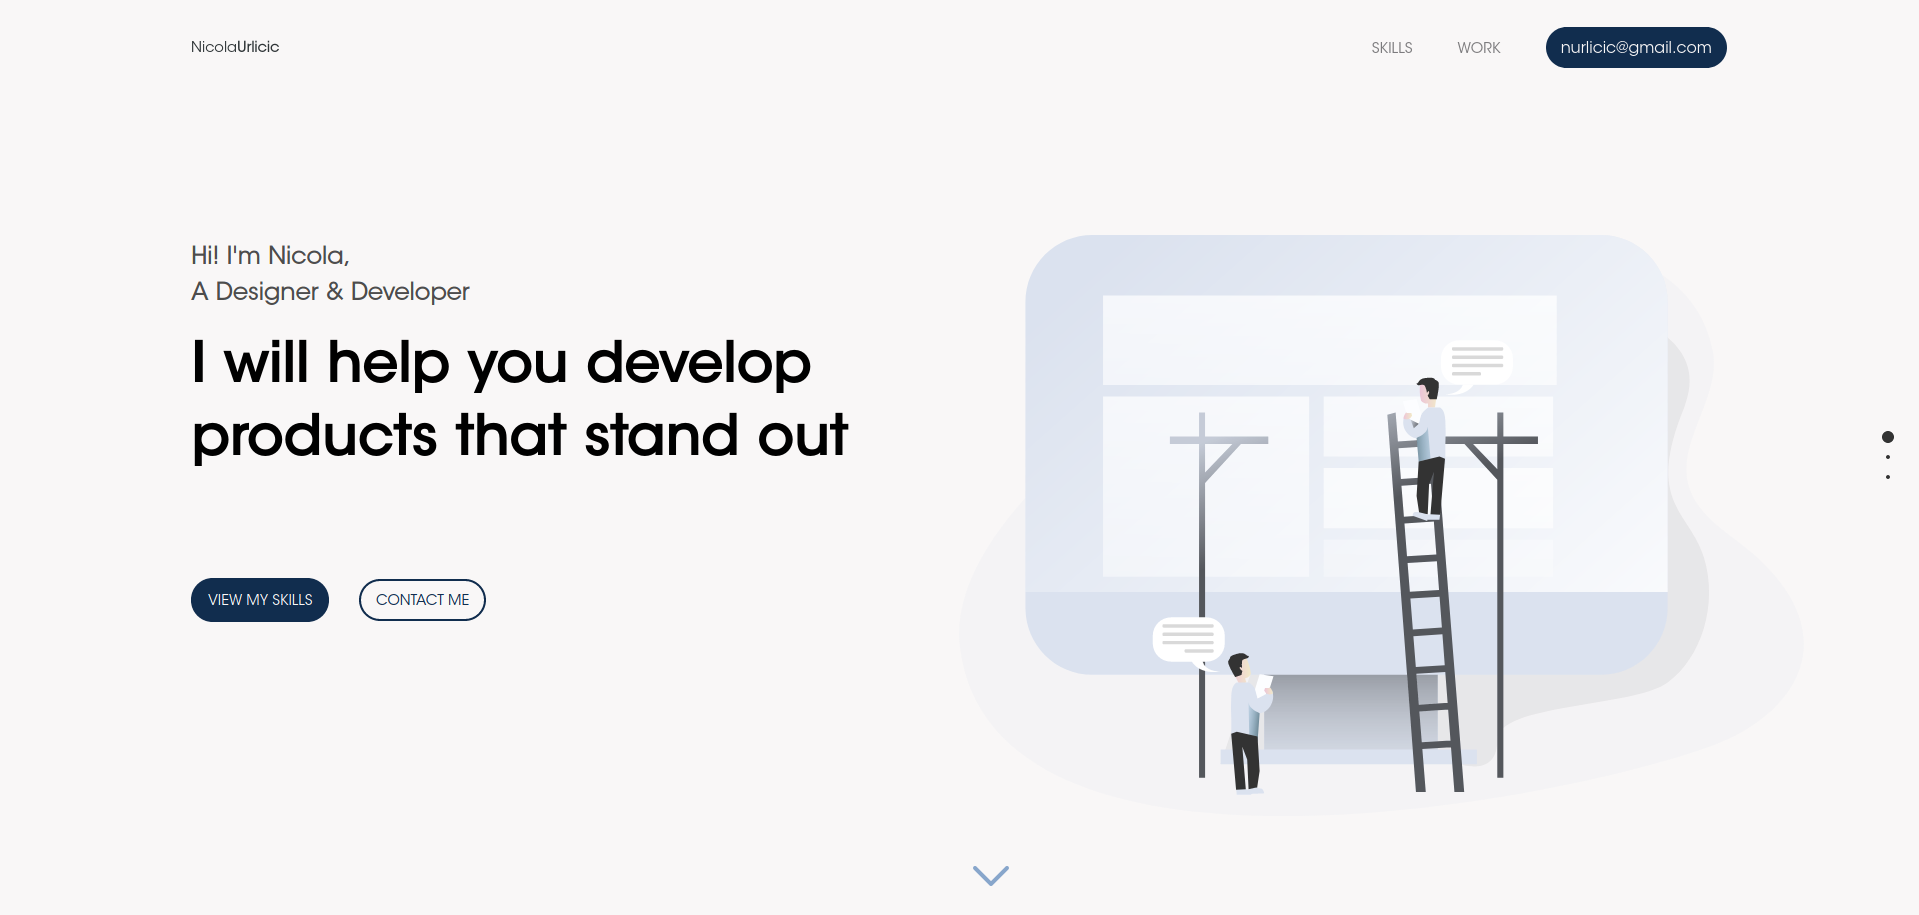 NicolaUrlicic
SKILLS
WORK
nurlicic@gmail.com
Hi! I'm Nicola,
A Designer & Developer
I will help you develop
products that stand out
VIEW MY SKILLS
CONTACT ME